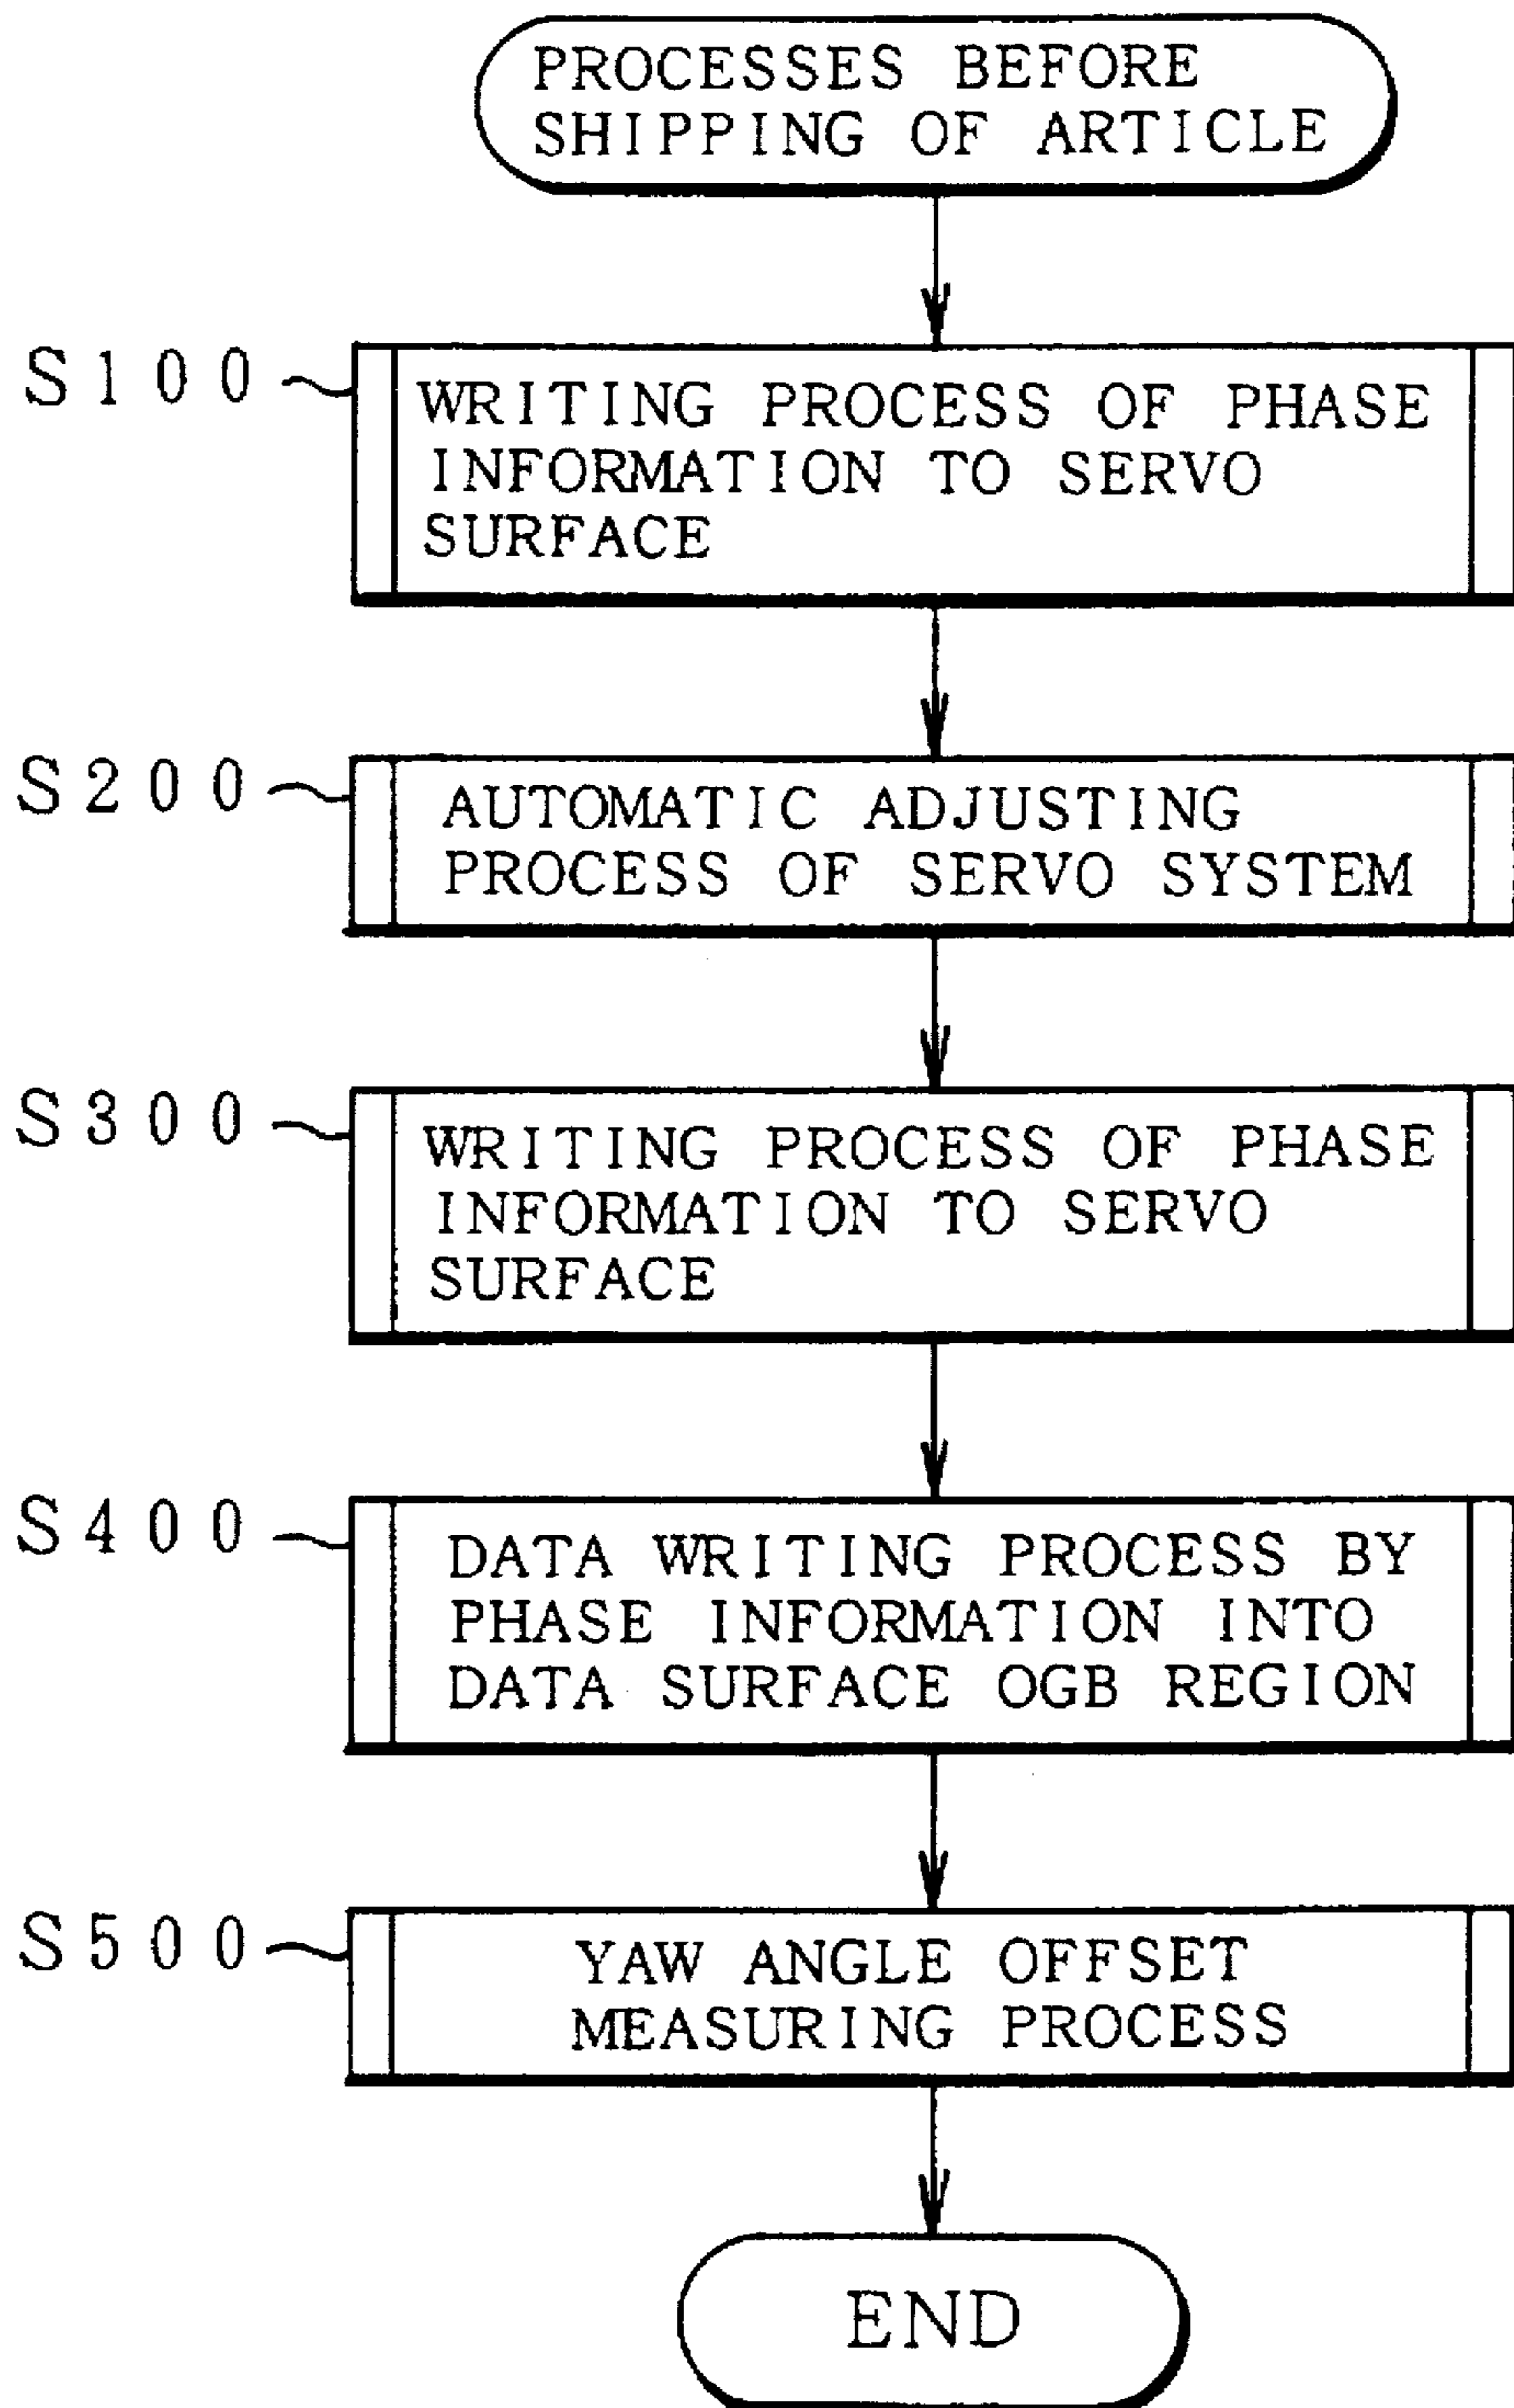 PROCESSES BEFORE
SHIPPING OF ARTICLE
S100
WRITING PROCESS OF PHASE
INFORMATION TO SERVO
SURFACE
S200
AUTOMATIC ADJUSTING
PROCESS OF SERVO SYSTEM
S300
WRITING PROCESS OF PHASE
INFORMATION TO SERVO
SURFACE
S400
DATA WRITING PROCESS BY
PHASE INFORMATION INTO
DATA SURFACE OGB REGION
S500
YAW ANGLE OFFSET
MEASURING PROCESS
END